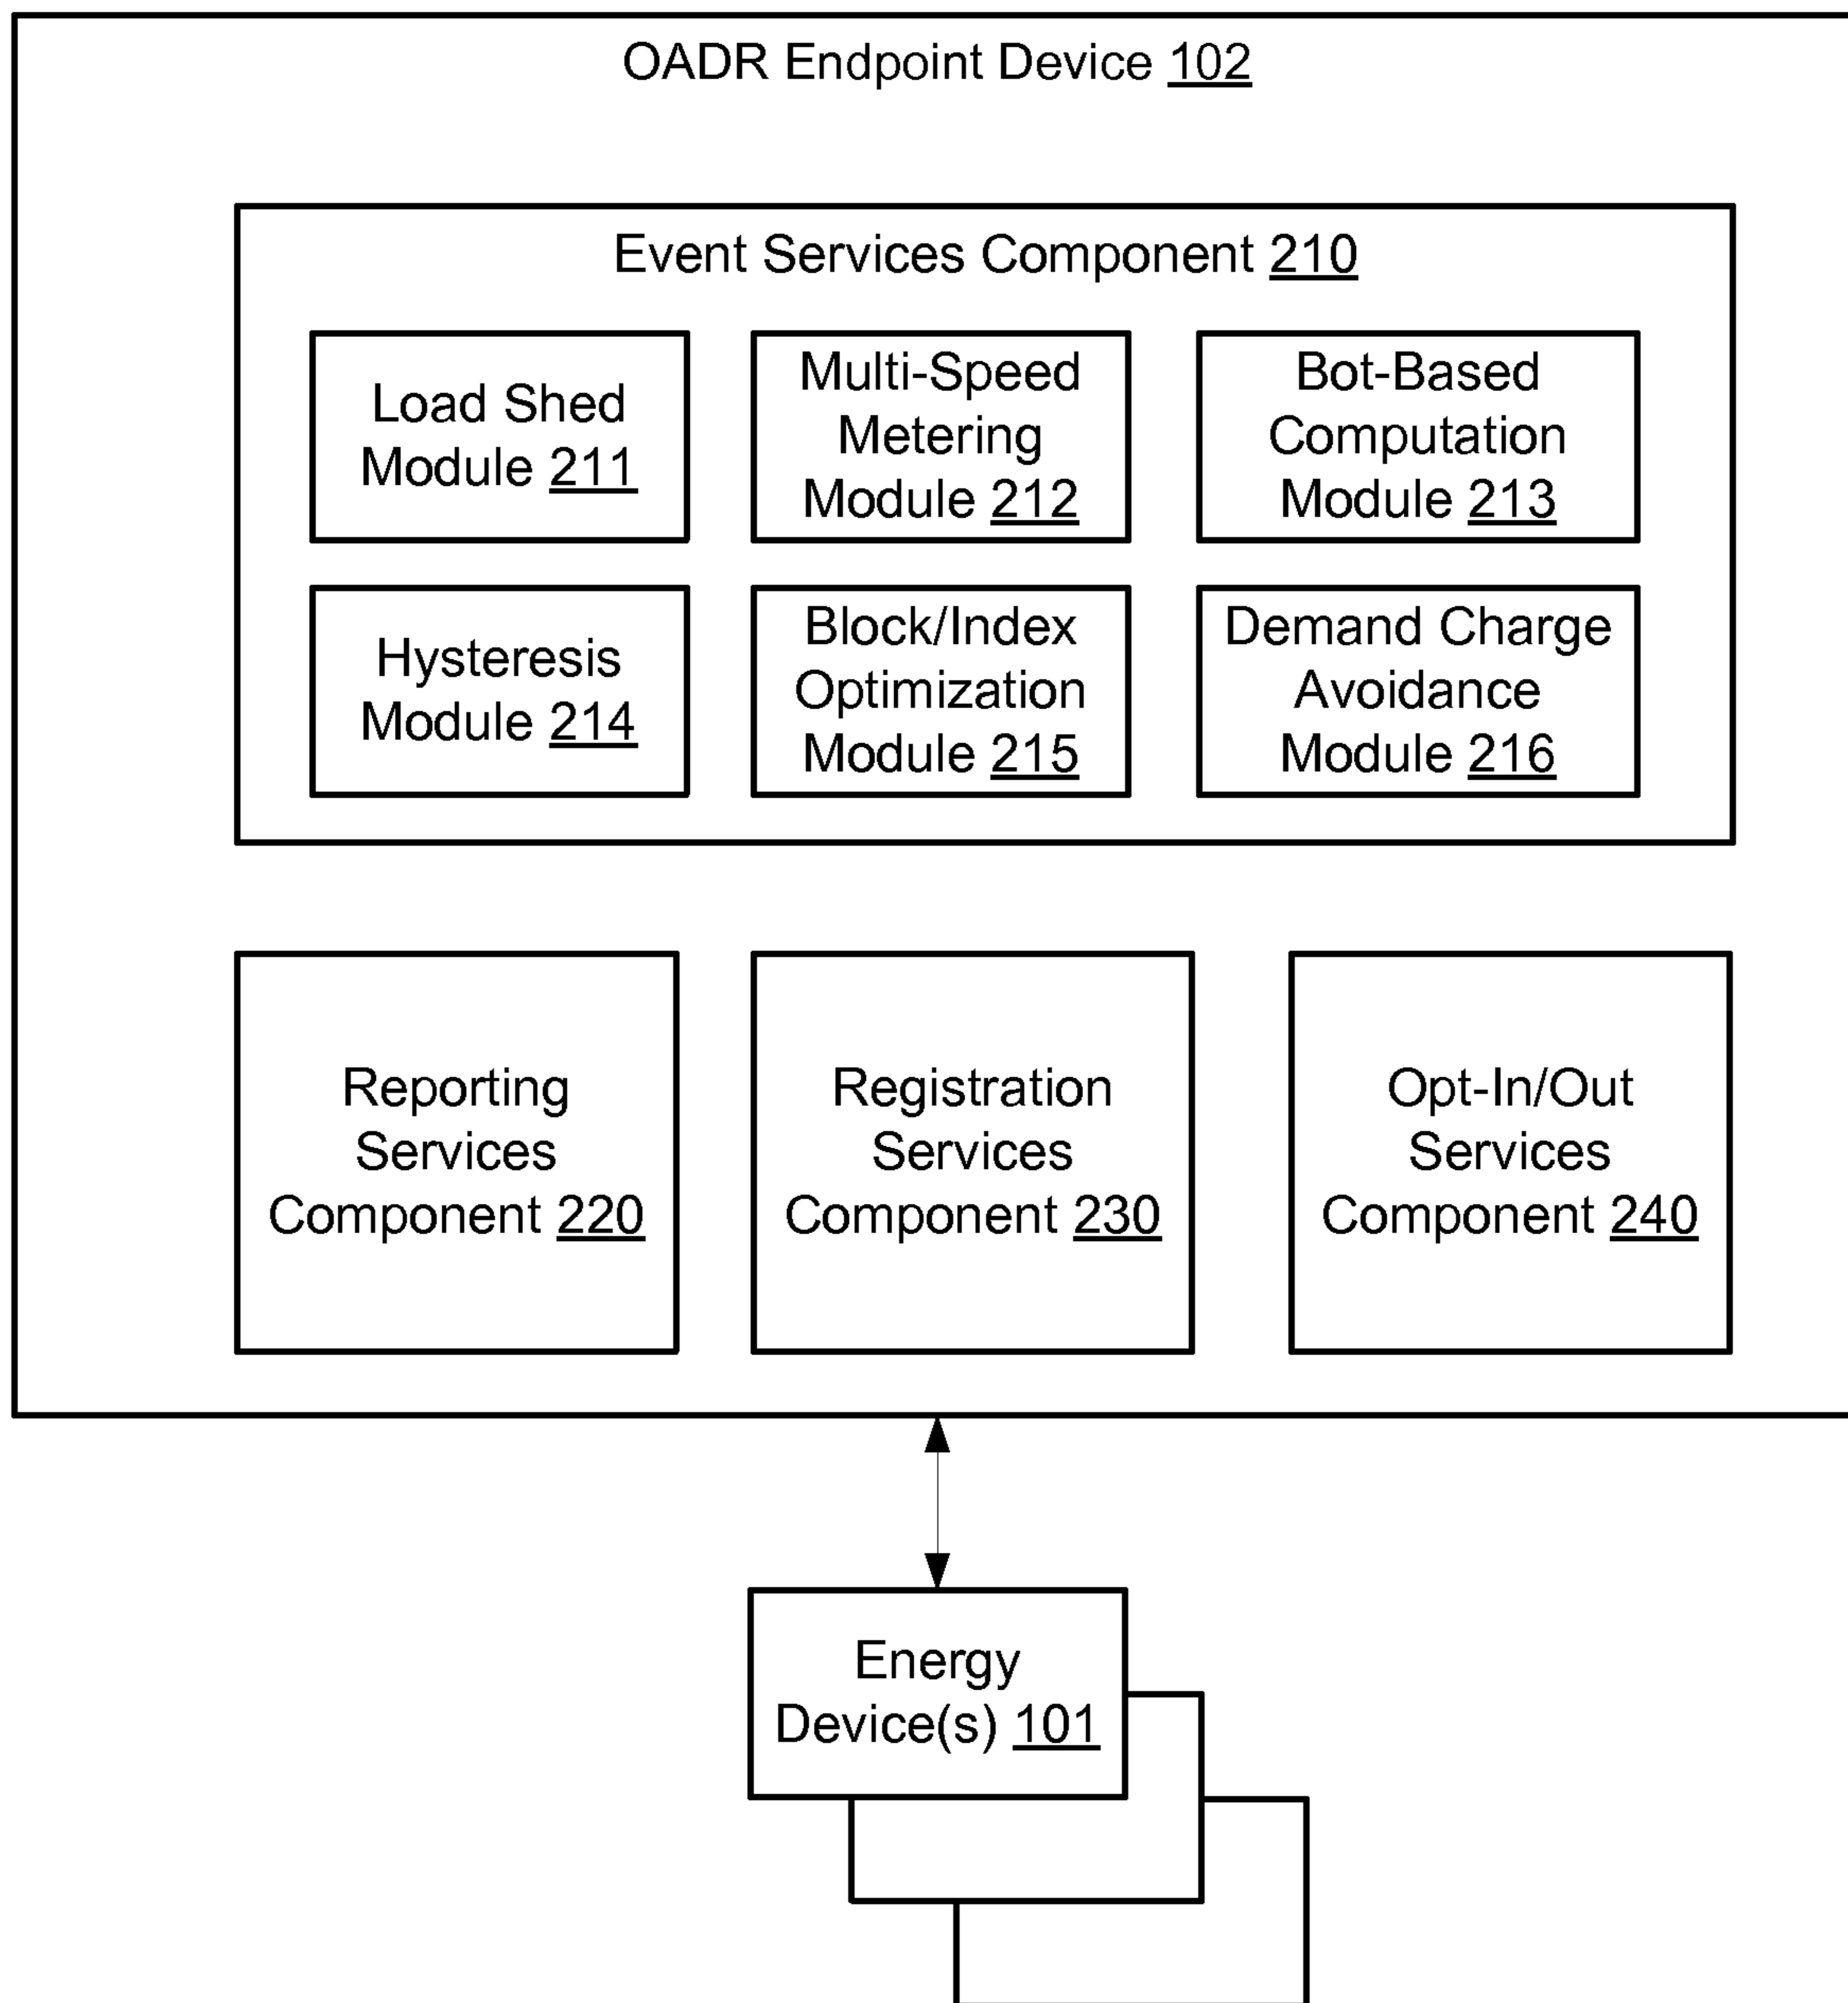 OADR Endpoint Device 102
Event Services Component 210
Load Shed
Module 211
Multi-Speed
Metering
Module 212
Bot-Based
Computation
Module 213
Hysteresis
Module 214
Block/Index
Optimization
Module 215
Demand Charge
Avoidance
Module 216
Reporting
Services
Component 220
Registration
Services
Component 230
Opt-In/Out
Services
Component 240
Energy
Device(s) 101